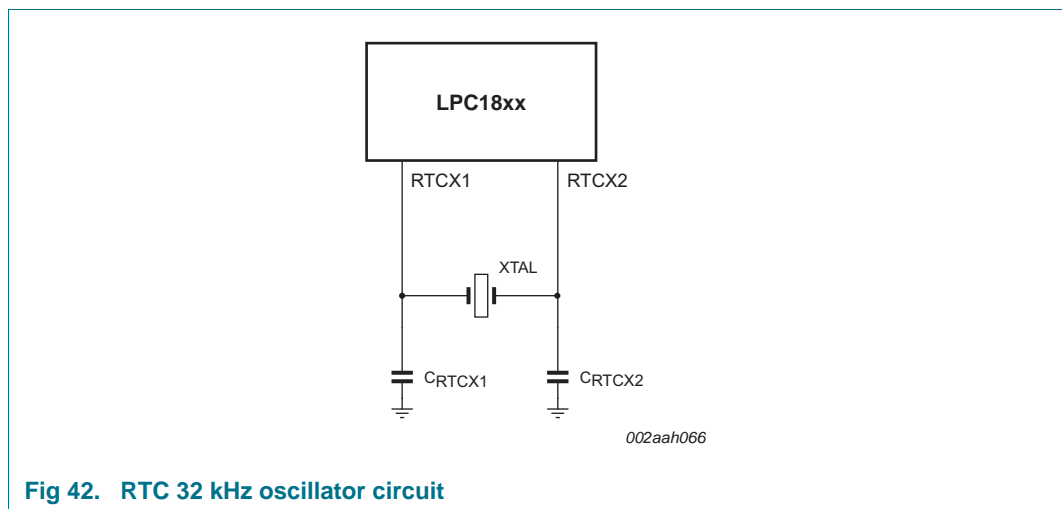 LPC18xx
RTCX1 RTCX2
XTAL
CRTCX1 CRTCX2
002aah066
Fig 42. RTC 32 kHz oscillator circuit